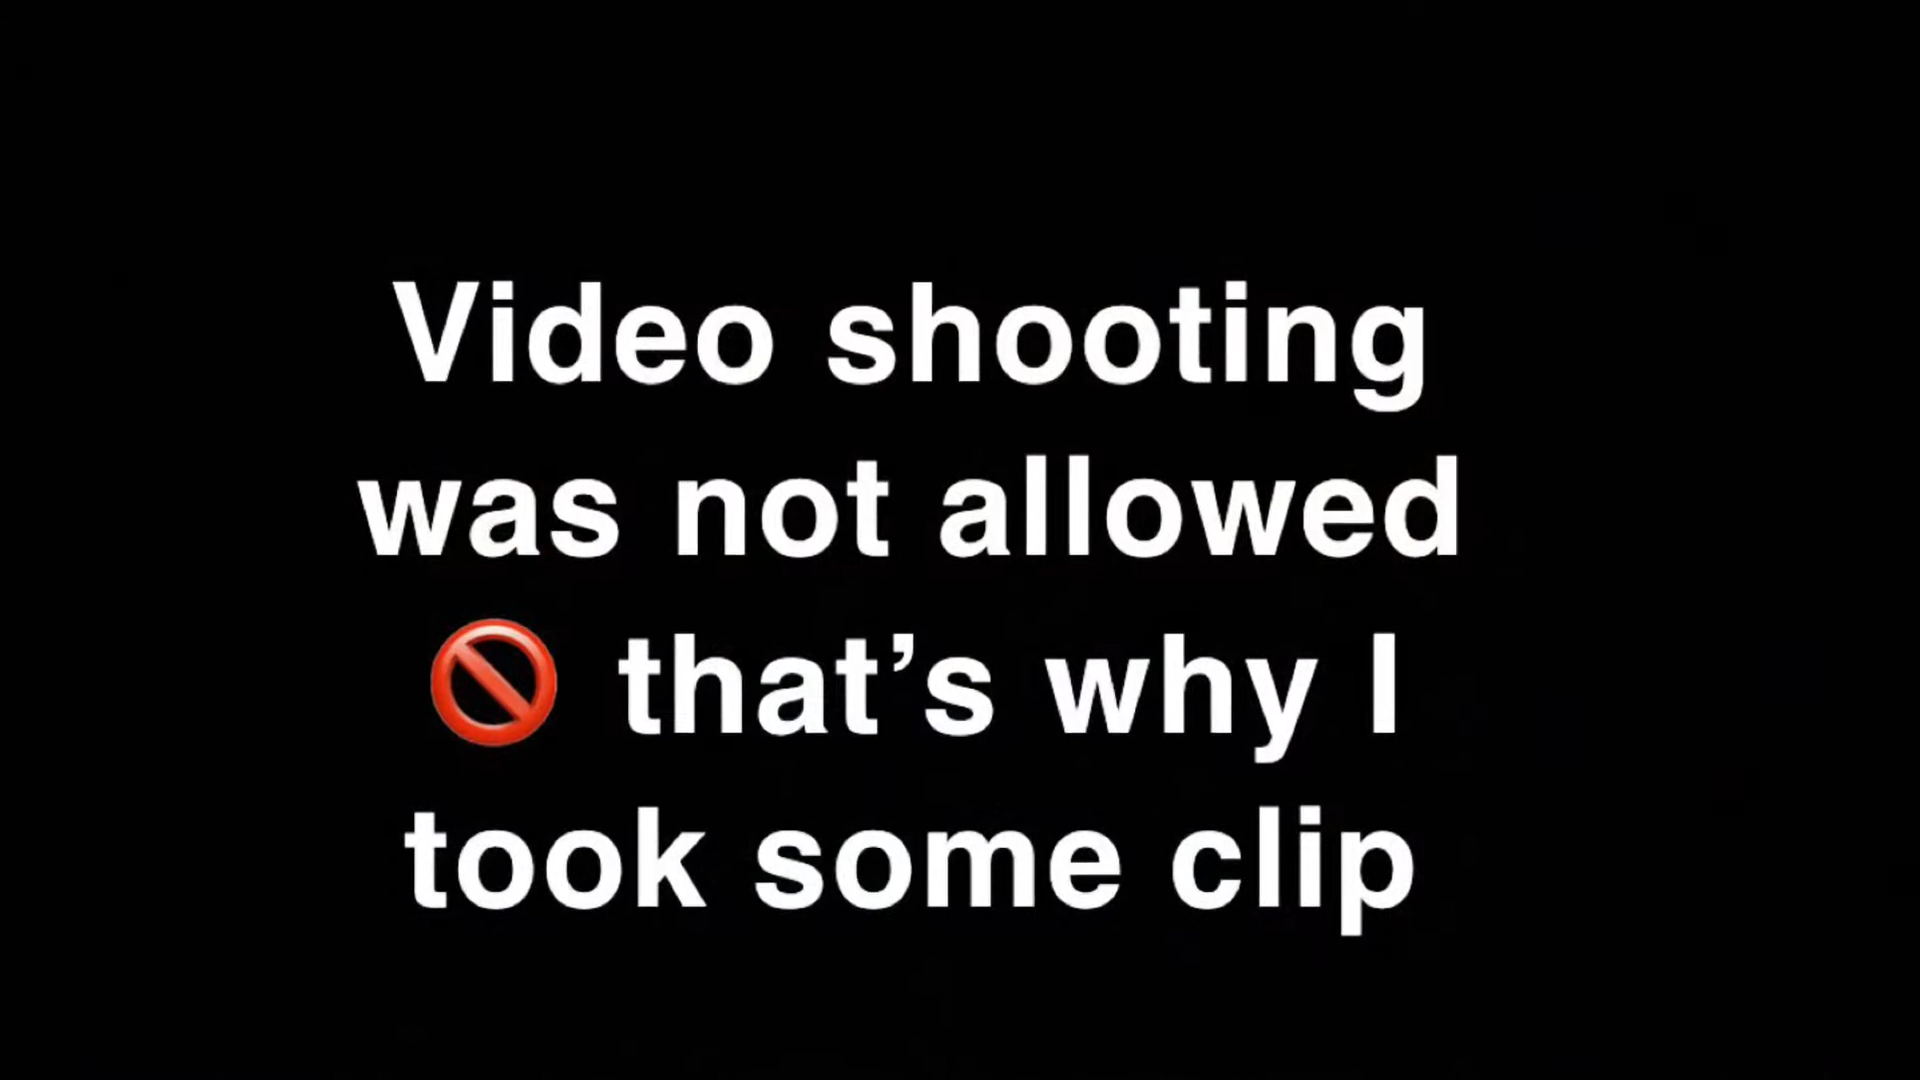 Video shooting
was not allowed
🚫 that’s why I
took some clip